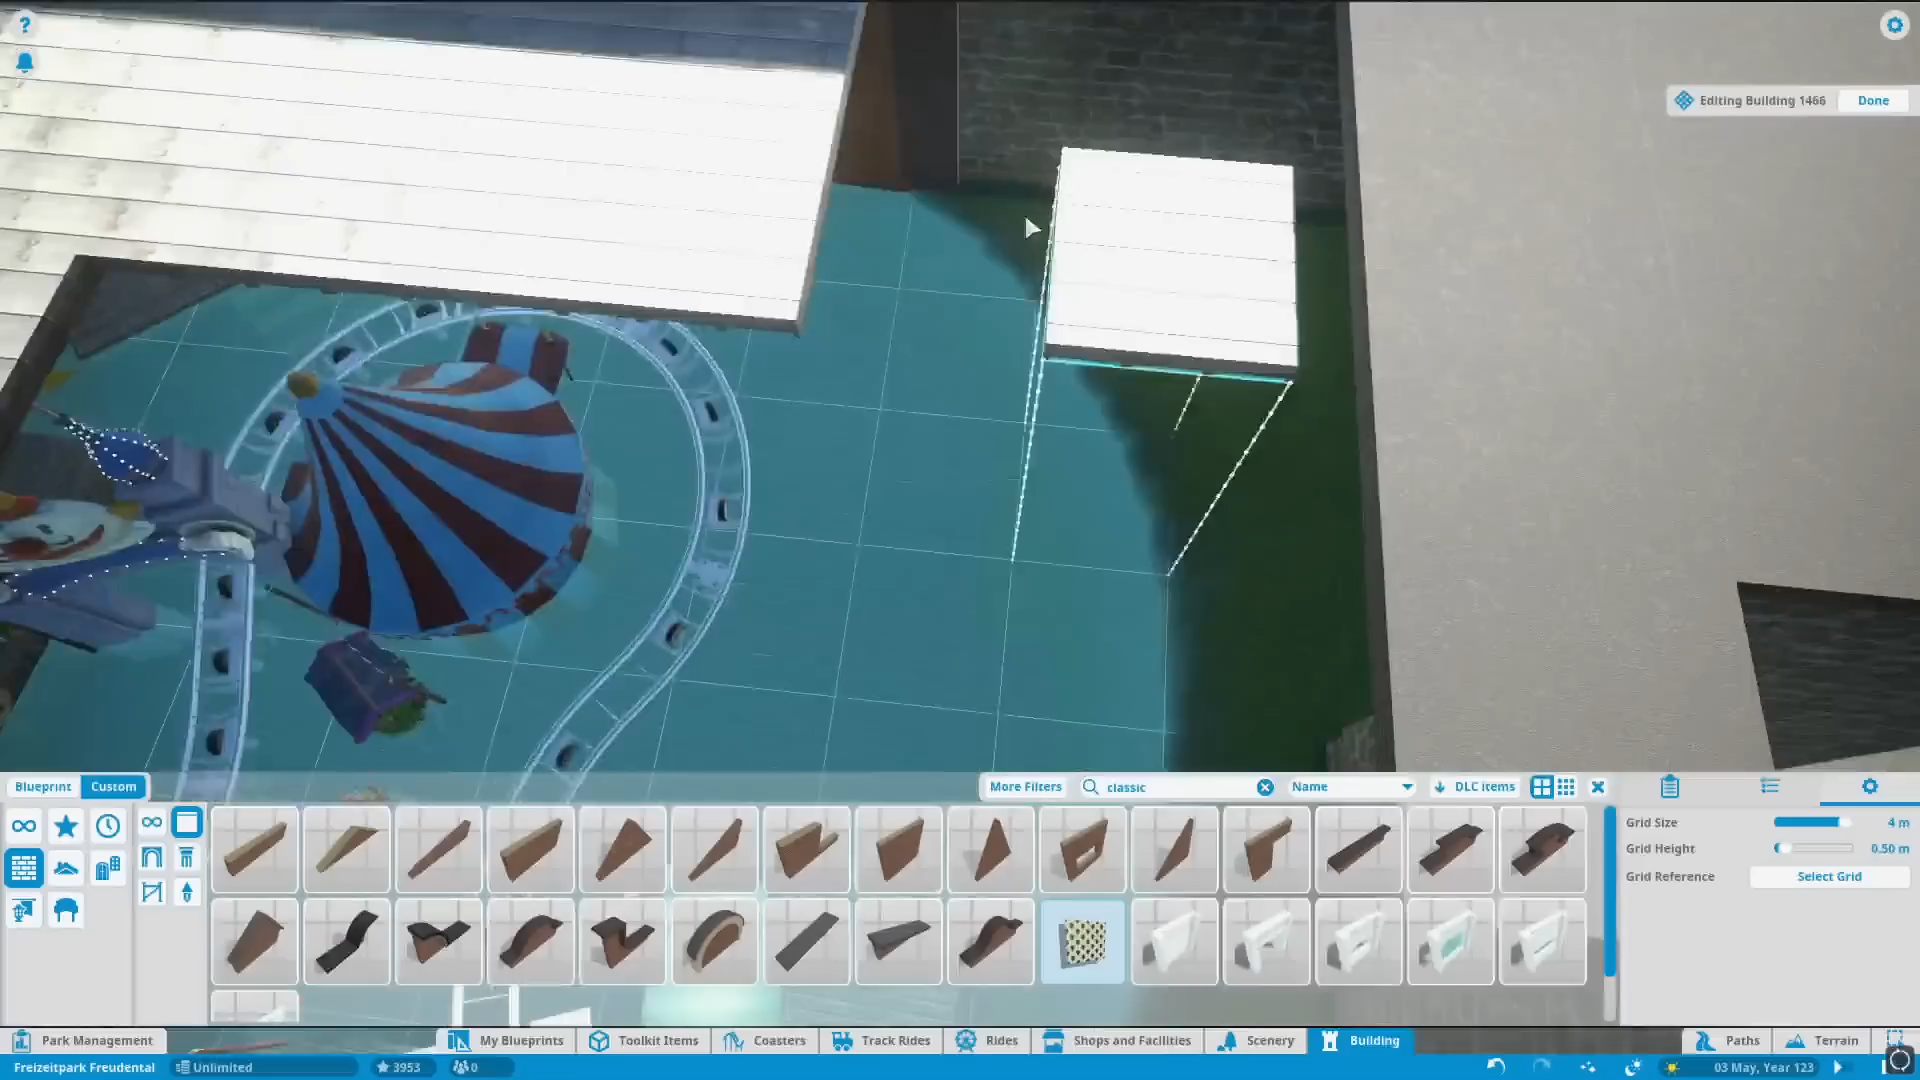 ?
Editing Building 1466 Done
Blueprint Custom
More Filters classic Name DLC items
Grid Size 4 m
Grid Height 0.50 m
Grid Reference Select Grid
Park Management My Blueprints Toolkit Items Coasters Track Rides Rides Shops and Facilities Scenery Building Paths Terrain
Freizeitpark Freudental Unlimited 3953 0 03 May, Year 123